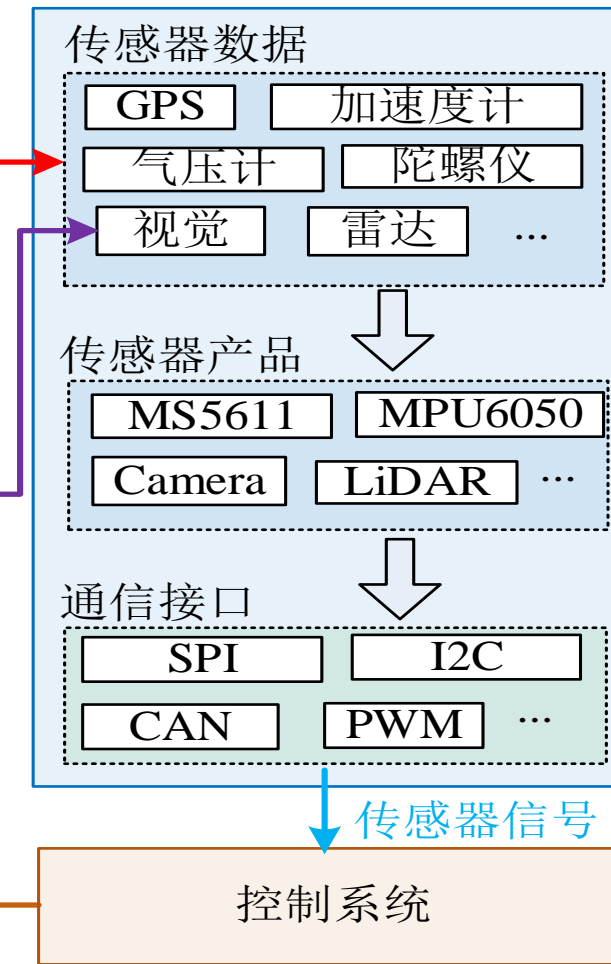 传感器数据
GPS 加速度计
气压计 陀螺仪
视觉 雷达 ...
传感器产品
MS5611 MPU6050
Camera LiDAR ...
通信接口
SPI I2C
CAN PWM ...
传感器信号
控制系统